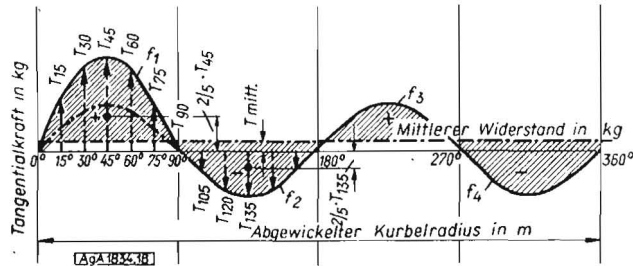 Tangentialkraft in kg
T15
T30
T45
T60
T75
T90
f1
2/5 · T45
T mitt.
f3
Mittlerer Widerstand in kg
0°
15°
30°
45°
60°
75°
90°
180°
270°
360°
T105
T120
T135
f2
2/5 · T135
f4
Abgewickelter Kurbelradius in m
AgA 1834.18